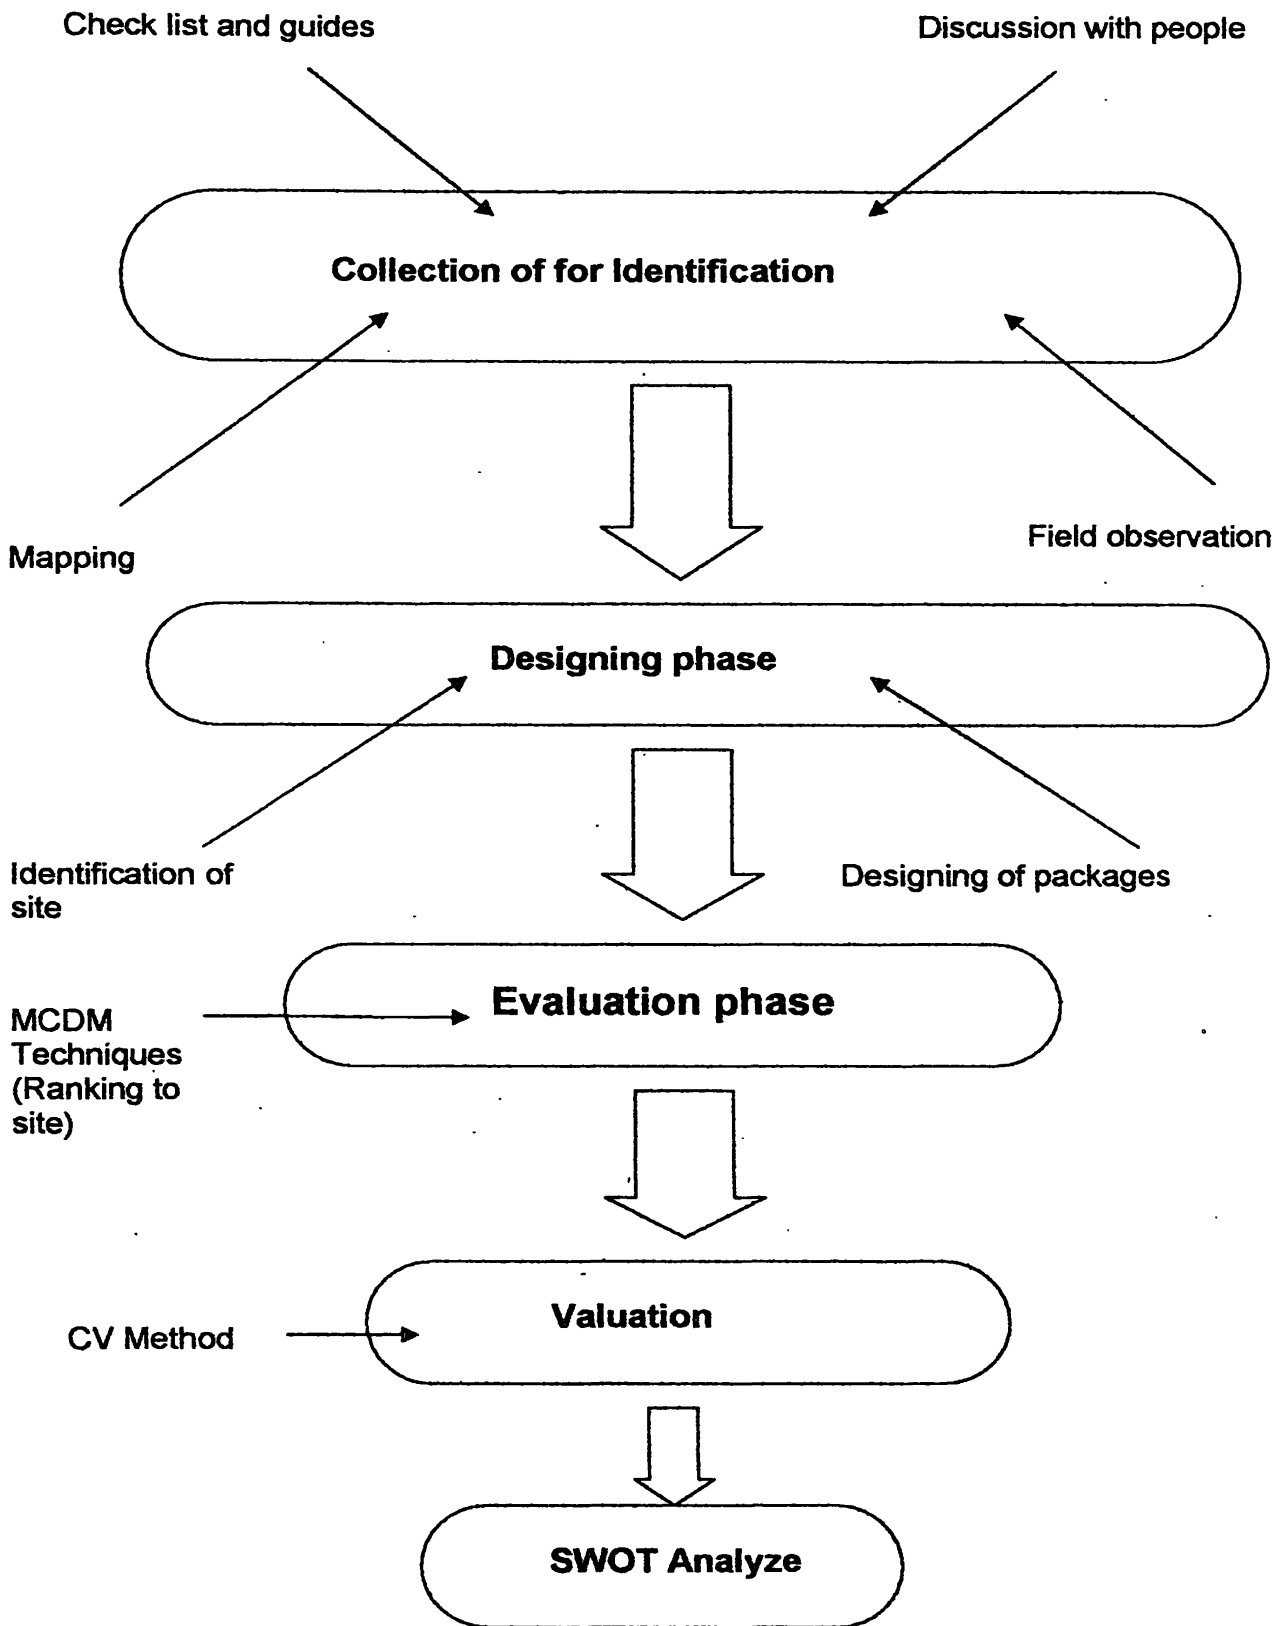 Check list and guides
Discussion with people
Collection of for Identification
Mapping
Field observation
Designing phase
Identification of
site
Designing of packages
Evaluation phase
MCDM
Techniques
(Ranking to
site)
Valuation
CV Method
SWOT Analyze